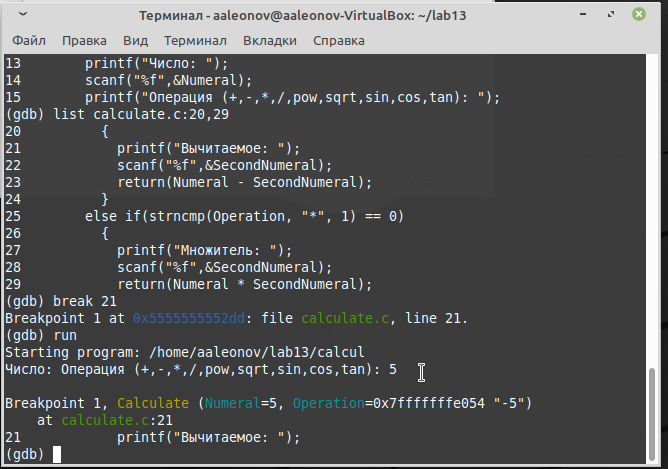 Терминал - aaleonov@aaleonov-VirtualBox: ~/lab13
Файл Правка Вид Терминал Вкладки Справка
13        printf("Число: ");
14        scanf("%f",&Numeral);
15        printf("Операция (+,-,*,/,pow,sqrt,sin,cos,tan): ");
(gdb) list calculate.c:20,29
20          {
21            printf("Вычитаемое: ");
22            scanf("%f",&SecondNumeral);
23            return(Numeral - SecondNumeral);
24          }
25        else if(strncmp(Operation, "*", 1) == 0)
26          {
27            printf("Множитель: ");
28            scanf("%f",&SecondNumeral);
29            return(Numeral * SecondNumeral);
(gdb) break 21
Breakpoint 1 at 0x5555555552dd: file calculate.c, line 21.
(gdb) run
Starting program: /home/aaleonov/lab13/calcul
Число: Операция (+,-,*,/,pow,sqrt,sin,cos,tan): 5

Breakpoint 1, Calculate (Numeral=5, Operation=0x7fffffffe054 "-5")
    at calculate.c:21
21            printf("Вычитаемое: ");
(gdb)